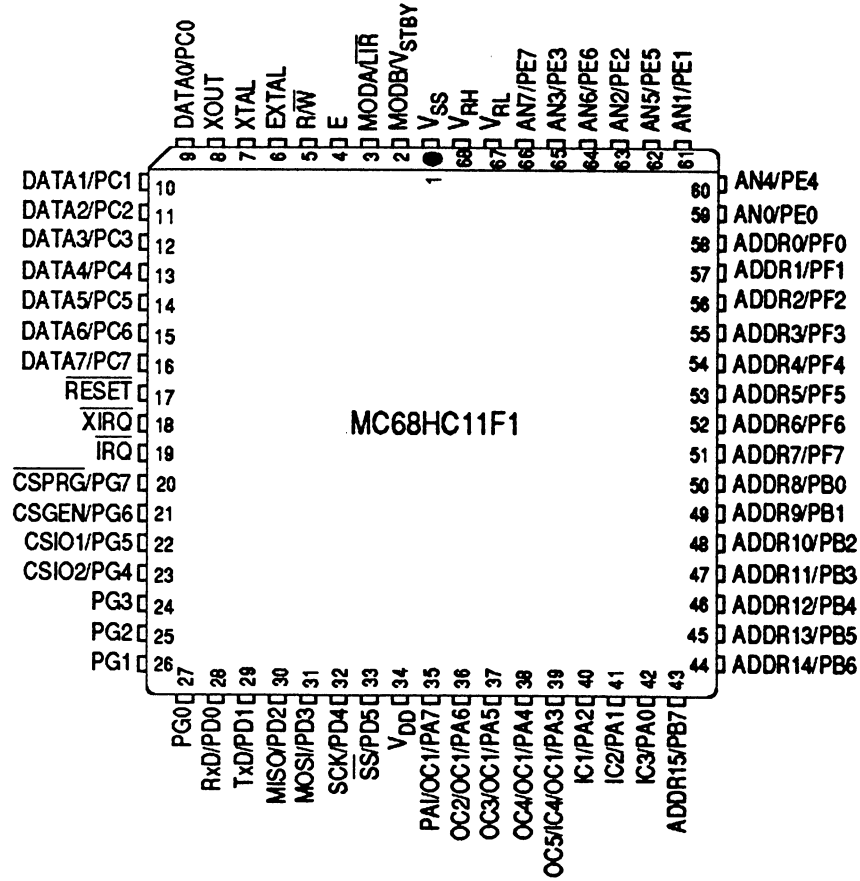 DATA0/PC0
XOUT
XTAL
EXTAL
R/W̅
E
MODA/L̅I̅R̅
MODB/VSTBY
VSS
VRH
VRL
AN7/PE7
AN3/PE3
AN6/PE6
AN2/PE2
AN5/PE5
AN1/PE1
9 8 7 6 5 4 3 2 1 68 67 66 65 64 63 62 61
DATA1/PC1 10
DATA2/PC2 11
DATA3/PC3 12
DATA4/PC4 13
DATA5/PC5 14
DATA6/PC6 15
DATA7/PC7 16
R̅E̅S̅E̅T̅ 17
X̅I̅R̅Q̅ 18
I̅R̅Q̅ 19
C̅S̅P̅R̅G̅/PG7 20
CSGEN/PG6 21
CSIO1/PG5 22
CSIO2/PG4 23
PG3 24
PG2 25
PG1 26
MC68HC11F1
60 AN4/PE4
59 AN0/PE0
58 ADDR0/PF0
57 ADDR1/PF1
56 ADDR2/PF2
55 ADDR3/PF3
54 ADDR4/PF4
53 ADDR5/PF5
52 ADDR6/PF6
51 ADDR7/PF7
50 ADDR8/PB0
49 ADDR9/PB1
48 ADDR10/PB2
47 ADDR11/PB3
46 ADDR12/PB4
45 ADDR13/PB5
44 ADDR14/PB6
27 28 29 30 31 32 33 34 35 36 37 38 39 40 41 42 43
PG0
RxD/PD0
TxD/PD1
MISO/PD2
MOSI/PD3
SCK/PD4
S̅S̅/PD5
VDD
PAI/OC1/PA7
OC2/OC1/PA6
OC3/OC1/PA5
OC4/OC1/PA4
OC5/IC4/OC1/PA3
IC1/PA2
IC2/PA1
IC3/PA0
ADDR15/PB7